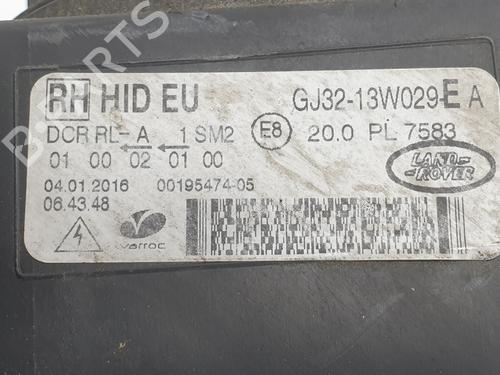 RH HID EU GJ32-13W029-E A
DCR RL- A 1 SM2 E8 20.0 PL 7583
01 00 02 01 00 LAND-ROVER
04.01.2016 00195474-05
06.43.48
varroc
B-Parts